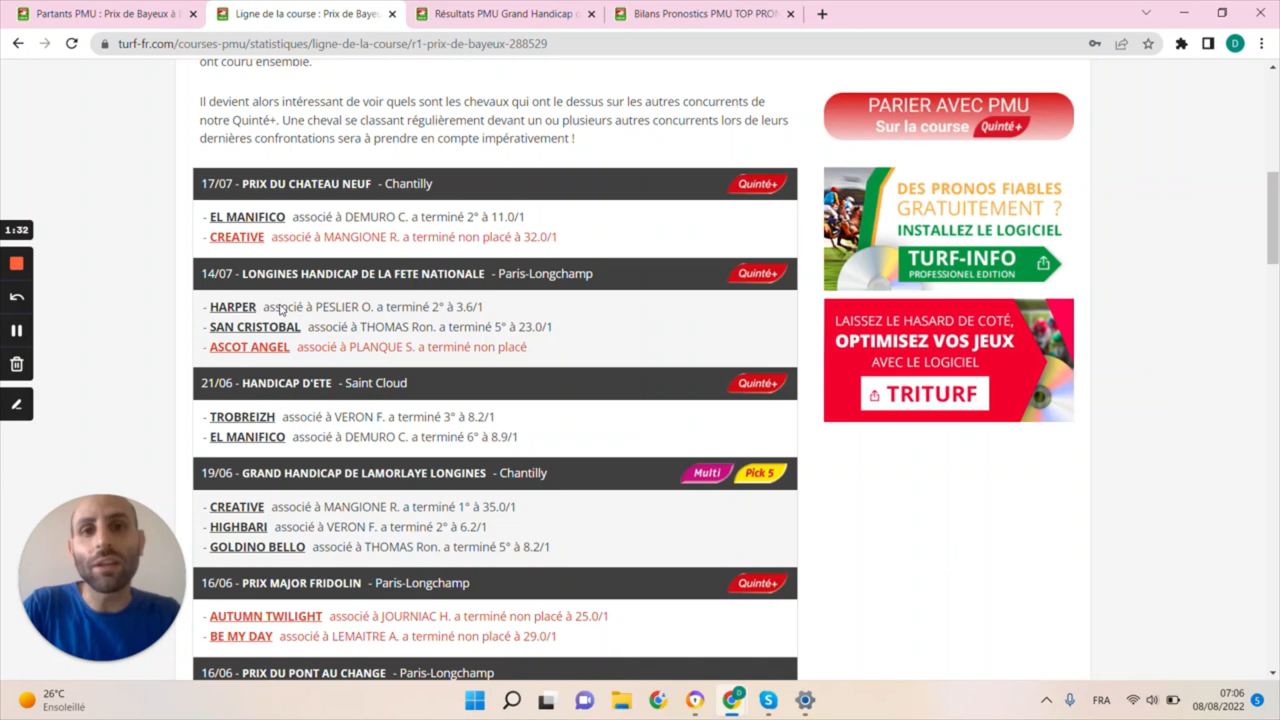 Partants PMU : Prix de Bayeux à
Ligne de la course : Prix de Baye
Résultats PMU Grand Handicap
Bilans Pronostics PMU TOP PRO
turf-fr.com/courses-pmu/statistiques/ligne-de-la-course/r1-prix-de-bayeux-288529
D
ont couru ensemble.
Il devient alors intéressant de voir quels sont les chevaux qui ont le dessus sur les autres concurrents de
notre Quinté+. Une cheval se classant régulièrement devant un ou plusieurs autres concurrents lors de leurs
dernières confrontations sera à prendre en compte impérativement !
17/07 - PRIX DU CHATEAU NEUF - Chantilly Quinté+
- EL MANIFICO associé à DEMURO C. a terminé 2° à 11.0/1
- CREATIVE associé à MANGIONE R. a terminé non placé à 32.0/1
14/07 - LONGINES HANDICAP DE LA FETE NATIONALE - Paris-Longchamp Quinté+
- HARPER associé à PESLIER O. a terminé 2° à 3.6/1
- SAN CRISTOBAL associé à THOMAS Ron. a terminé 5° à 23.0/1
- ASCOT ANGEL associé à PLANQUE S. a terminé non placé
21/06 - HANDICAP D'ETE - Saint Cloud Quinté+
- TROBREIZH associé à VERON F. a terminé 3° à 8.2/1
- EL MANIFICO associé à DEMURO C. a terminé 6° à 8.9/1
19/06 - GRAND HANDICAP DE LAMORLAYE LONGINES - Chantilly Multi Pick 5
- CREATIVE associé à MANGIONE R. a terminé 1° à 35.0/1
- HIGHBARI associé à VERON F. a terminé 2° à 6.2/1
- GOLDINO BELLO associé à THOMAS Ron. a terminé 5° à 8.2/1
16/06 - PRIX MAJOR FRIDOLIN - Paris-Longchamp Quinté+
- AUTUMN TWILIGHT associé à JOURNIAC H. a terminé non placé à 25.0/1
- BE MY DAY associé à LEMAITRE A. a terminé non placé à 29.0/1
16/06 - PRIX DU PONT AU CHANGE - Paris-Longchamp
PARIER AVEC PMU
Sur la course Quinté+
DES PRONOS FIABLES
GRATUITEMENT ?
INSTALLEZ LE LOGICIEL
TURF-INFO
PROFESIONEL EDITION
LAISSEZ LE HASARD DE COTÉ,
OPTIMISEZ VOS JEUX
AVEC LE LOGICIEL
TRITURF
1:32
26°C
Ensoleillé
FRA
07:06
08/08/2022
5